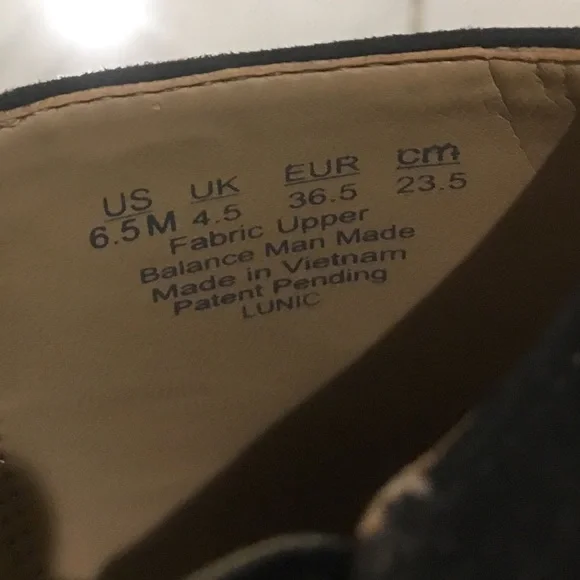 US UK EUR cm
6.5 M 4.5 36.5 23.5
Fabric Upper
Balance Man Made
Made in Vietnam
Patent Pending
LUNIC